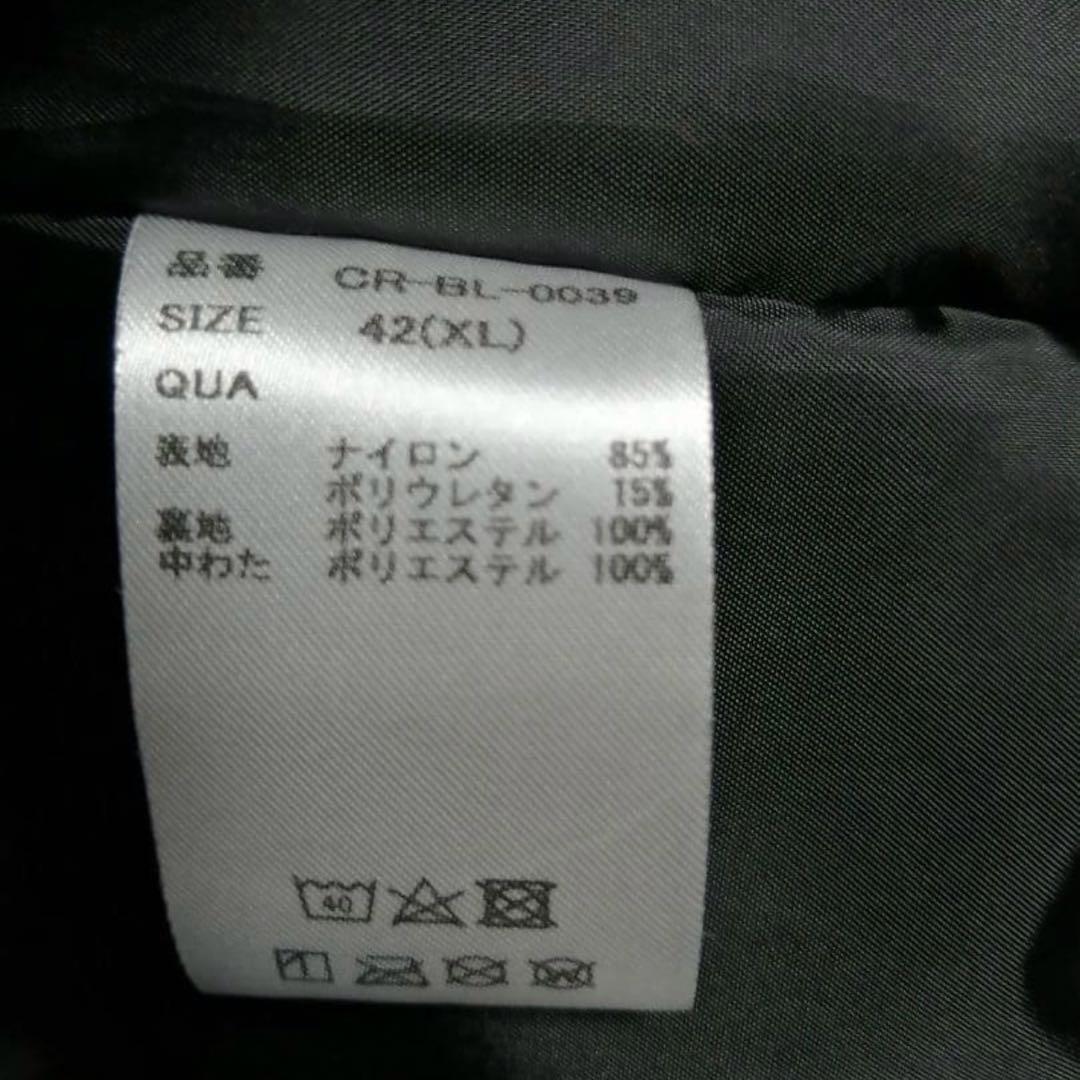 品番 CR-BL-0039
SIZE 42(XL)
QUA
表地 ナイロン 85%
ポリウレタン 15%
裏地 ポリエステル 100%
中わた ポリエステル 100%
40
W